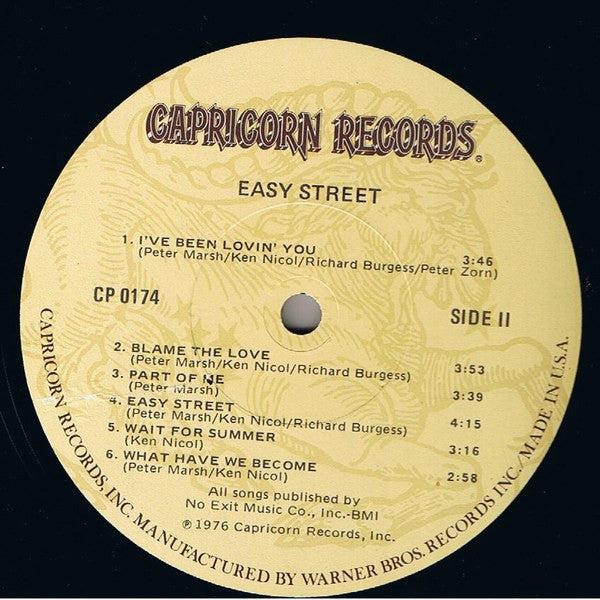 CAPRICORN RECORDS®
EASY STREET
1. I'VE BEEN LOVIN' YOU 3:46
(Peter Marsh/Ken Nicol/Richard Burgess/Peter Zorn)
CP 0174 SIDE II
2. BLAME THE LOVE
(Peter Marsh/Ken Nicol/Richard Burgess) 3:53
3. PART OF ME
(Peter Marsh) 3:39
4. EASY STREET
(Peter Marsh/Ken Nicol/Richard Burgess) 4:15
5. WAIT FOR SUMMER
(Ken Nicol) 3:16
6. WHAT HAVE WE BECOME
(Peter Marsh/Ken Nicol) 2:58
All songs published by
No Exit Music Co., Inc.-BMI
℗ 1976 Capricorn Records, Inc.
CAPRICORN RECORDS, INC. MANUFACTURED BY WARNER BROS. RECORDS INC./MADE IN U.S.A.